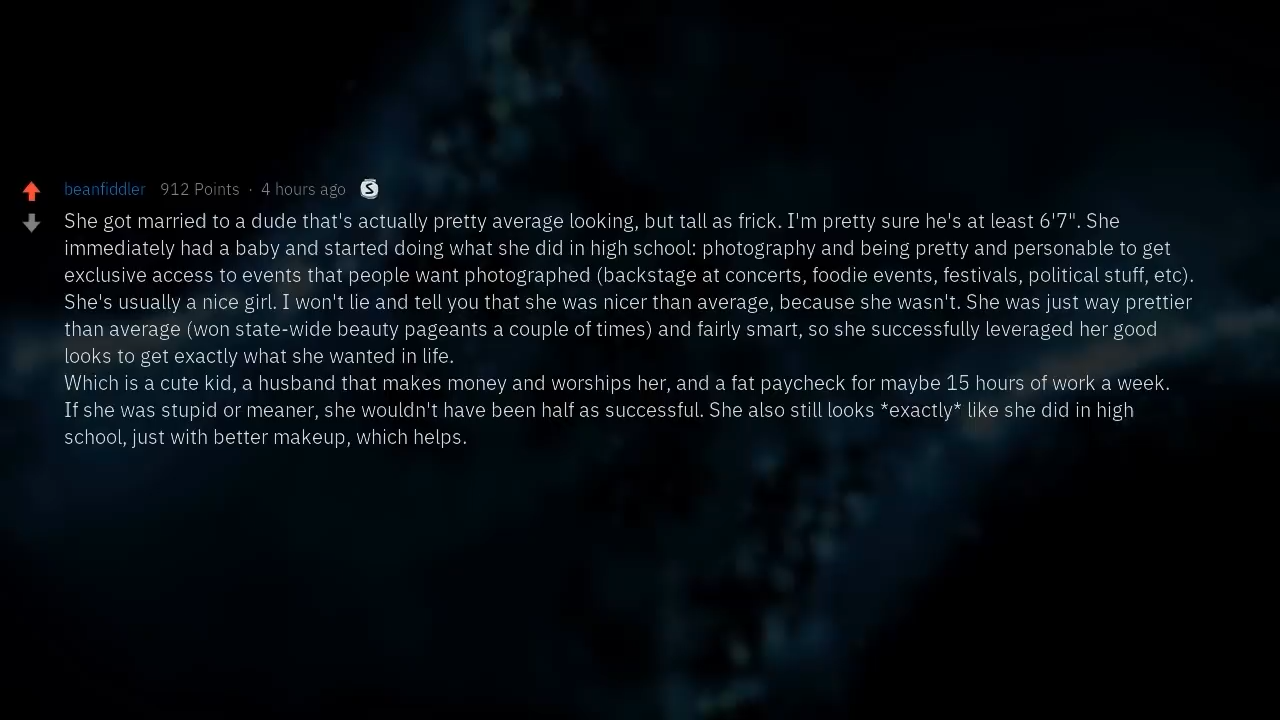 beanfiddler 912 Points · 4 hours ago S
She got married to a dude that's actually pretty average looking, but tall as frick. I'm pretty sure he's at least 6'7". She
immediately had a baby and started doing what she did in high school: photography and being pretty and personable to get
exclusive access to events that people want photographed (backstage at concerts, foodie events, festivals, political stuff, etc).
She's usually a nice girl. I won't lie and tell you that she was nicer than average, because she wasn't. She was just way prettier
than average (won state-wide beauty pageants a couple of times) and fairly smart, so she successfully leveraged her good
looks to get exactly what she wanted in life.
Which is a cute kid, a husband that makes money and worships her, and a fat paycheck for maybe 15 hours of work a week.
If she was stupid or meaner, she wouldn't have been half as successful. She also still looks *exactly* like she did in high
school, just with better makeup, which helps.